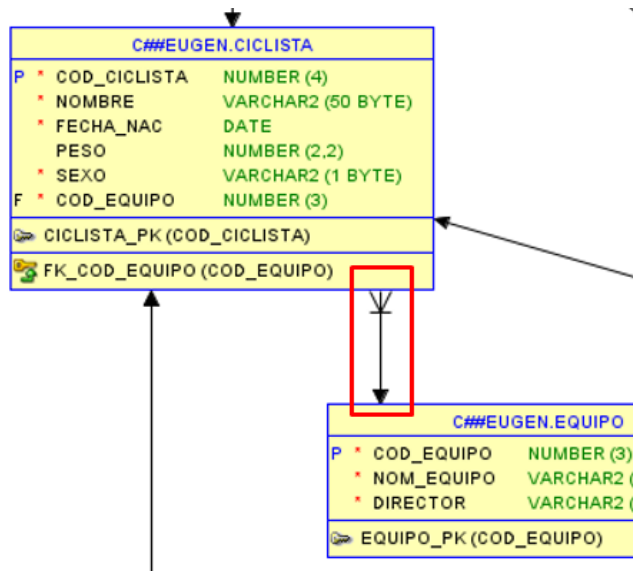 C##EUGEN.CICLISTA
P * COD_CICLISTA NUMBER (4)
* NOMBRE VARCHAR2 (50 BYTE)
* FECHA_NAC DATE
PESO NUMBER (2,2)
* SEXO VARCHAR2 (1 BYTE)
F * COD_EQUIPO NUMBER (3)
CICLISTA_PK (COD_CICLISTA)
FK_COD_EQUIPO (COD_EQUIPO)
C##EUGEN.EQUIPO
P * COD_EQUIPO NUMBER (3)
* NOM_EQUIPO VARCHAR2 (
* DIRECTOR VARCHAR2 (
EQUIPO_PK (COD_EQUIPO)